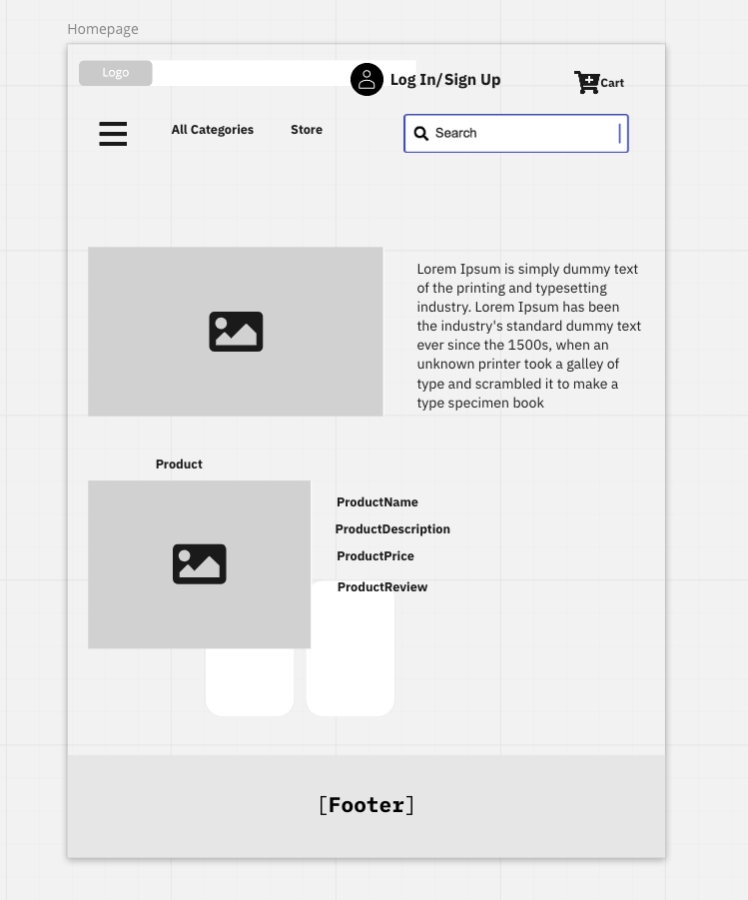 Homepage
Logo
Log In/Sign Up
Cart
All Categories
Store
Search
Lorem Ipsum is simply dummy text
of the printing and typesetting
industry. Lorem Ipsum has been
the industry's standard dummy text
ever since the 1500s, when an
unknown printer took a galley of
type and scrambled it to make a
type specimen book
Product
ProductName
ProductDescription
ProductPrice
ProductReview
[Footer]